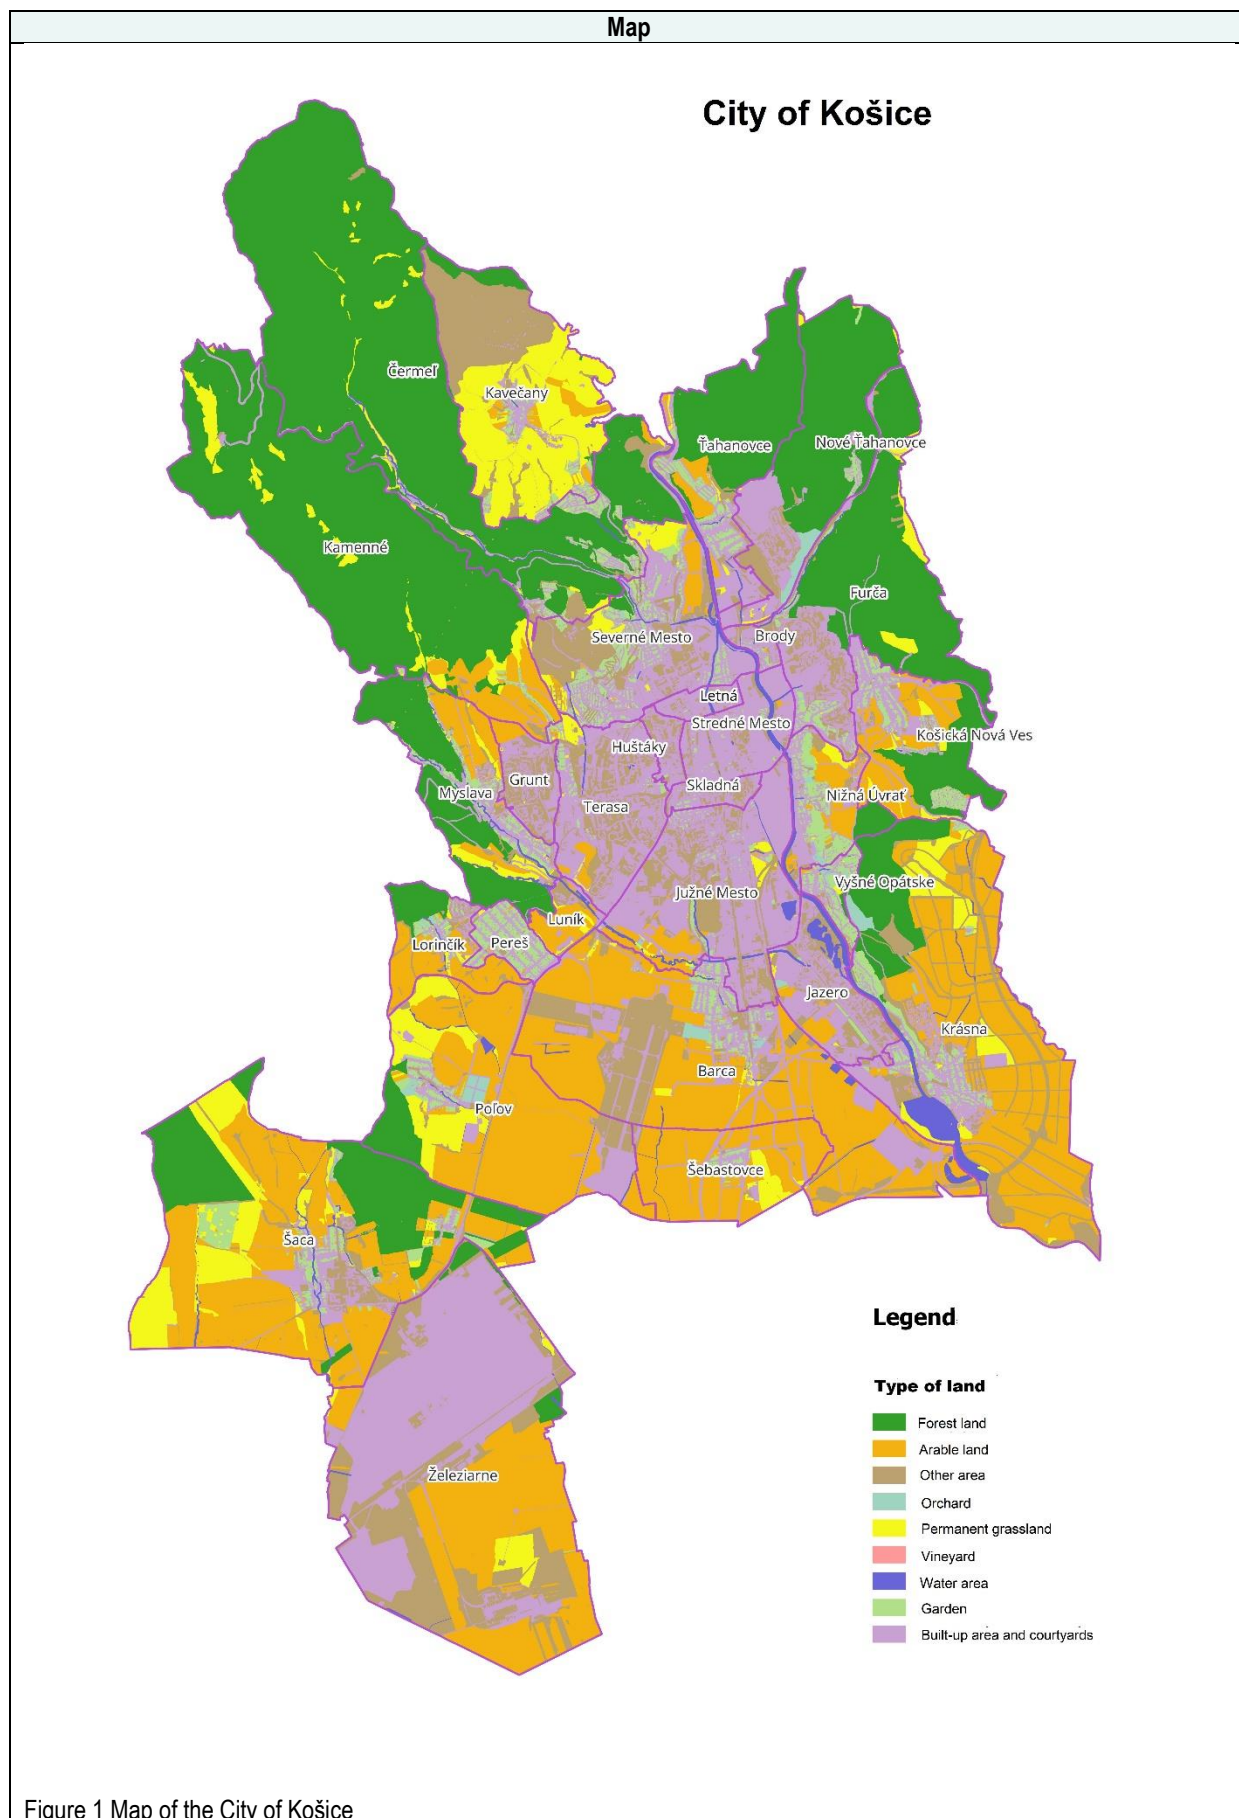 Map
City of Košice
Čermeľ
Kavečany
Ťahanovce
Nové Ťahanovce
Kamenné
Furča
Severné Mesto
Brody
Letná
Stredné Mesto
Košická Nová Ves
Huštáky
Grunt
Skladná
Myslava
Terasa
Nižná Úvrať
Vyšné Opátske
Južné Mesto
Luník
Lorinčík
Pereš
Jazero
Krásna
Barca
Poľov
Šebastovce
Šaca
Železiarne
Legend
Type of land
Forest land
Arable land
Other area
Orchard
Permanent grassland
Vineyard
Water area
Garden
Built-up area and courtyards
Figure 1 Map of the City of Košice